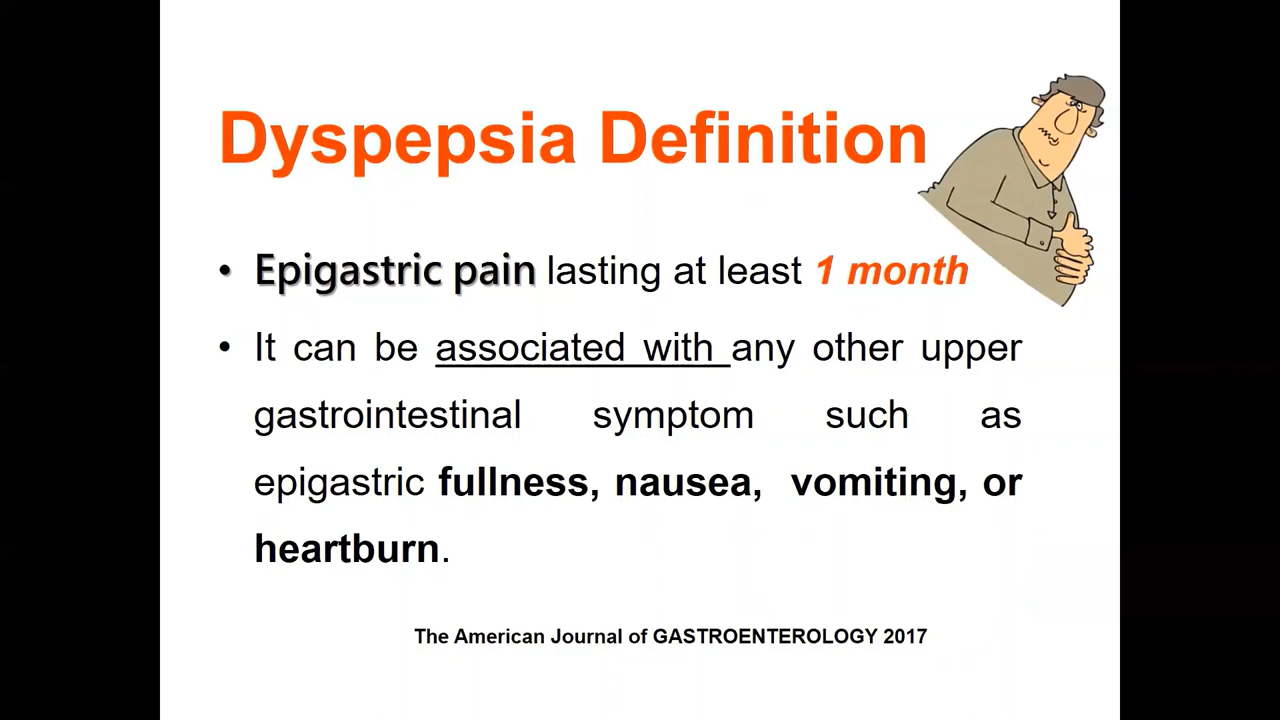 Dyspepsia Definition
• Epigastric pain lasting at least 1 month
• It can be associated with any other upper
gastrointestinal symptom such as
epigastric fullness, nausea, vomiting, or
heartburn.
The American Journal of GASTROENTEROLOGY 2017